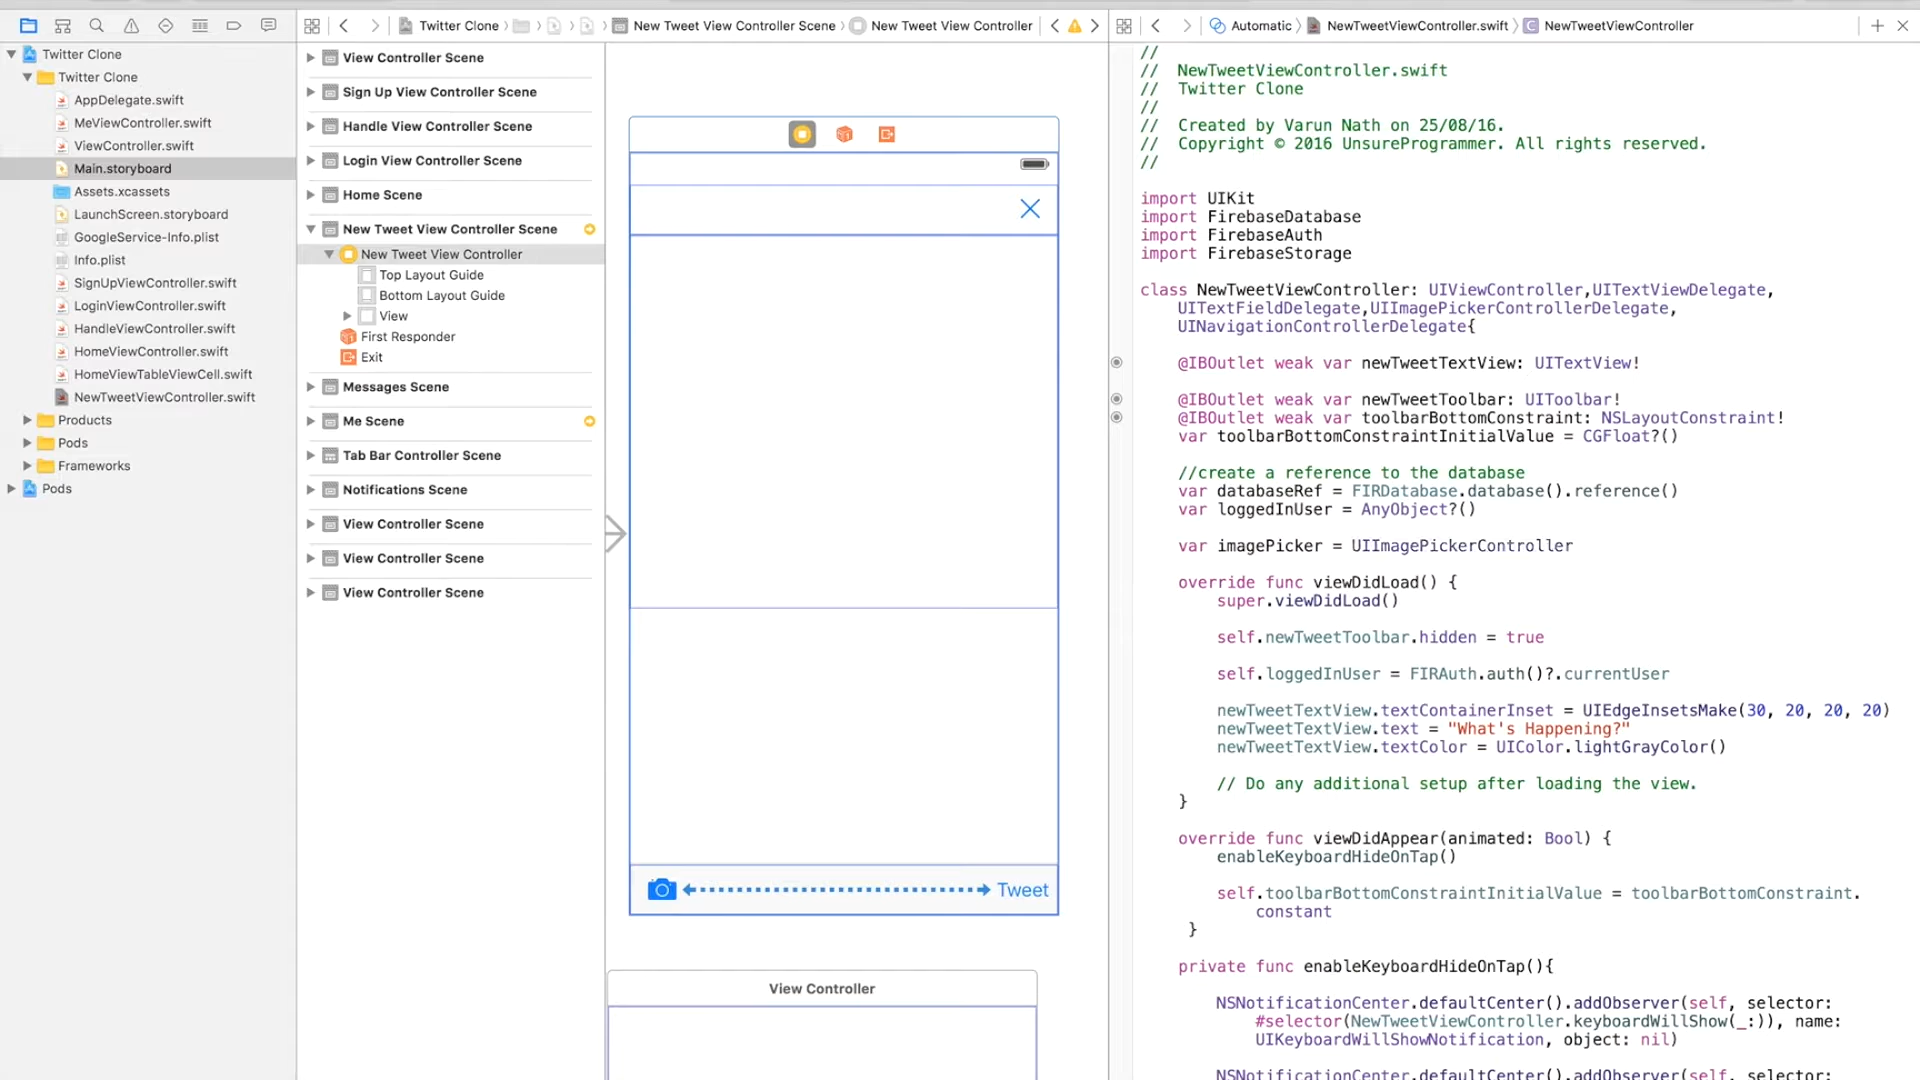 Twitter Clone
New Tweet View Controller Scene
New Tweet View Controller
Automatic
NewTweetViewController.swift
NewTweetViewController
Twitter Clone
Twitter Clone
AppDelegate.swift
MeViewController.swift
ViewController.swift
Main.storyboard
Assets.xcassets
LaunchScreen.storyboard
GoogleService-Info.plist
Info.plist
SignUpViewController.swift
LoginViewController.swift
HandleViewController.swift
HomeViewController.swift
HomeViewTableViewCell.swift
NewTweetViewController.swift
Products
Pods
Frameworks
Pods
View Controller Scene
Sign Up View Controller Scene
Handle View Controller Scene
Login View Controller Scene
Home Scene
New Tweet View Controller Scene
New Tweet View Controller
Top Layout Guide
Bottom Layout Guide
View
First Responder
Exit
Messages Scene
Me Scene
Tab Bar Controller Scene
Notifications Scene
View Controller Scene
View Controller Scene
View Controller Scene
Tweet
View Controller
//
//  NewTweetViewController.swift
//  Twitter Clone
//
//  Created by Varun Nath on 25/08/16.
//  Copyright © 2016 UnsureProgrammer. All rights reserved.
//
import UIKit
import FirebaseDatabase
import FirebaseAuth
import FirebaseStorage
class NewTweetViewController: UIViewController,UITextViewDelegate,
UITextFieldDelegate,UIImagePickerControllerDelegate,
UINavigationControllerDelegate{
@IBOutlet weak var newTweetTextView: UITextView!
@IBOutlet weak var newTweetToolbar: UIToolbar!
@IBOutlet weak var toolbarBottomConstraint: NSLayoutConstraint!
var toolbarBottomConstraintInitialValue = CGFloat?()
//create a reference to the database
var databaseRef = FIRDatabase.database().reference()
var loggedInUser = AnyObject?()
var imagePicker = UIImagePickerController
override func viewDidLoad() {
super.viewDidLoad()
self.newTweetToolbar.hidden = true
self.loggedInUser = FIRAuth.auth()?.currentUser
newTweetTextView.textContainerInset = UIEdgeInsetsMake(30, 20, 20, 20)
newTweetTextView.text = "What's Happening?"
newTweetTextView.textColor = UIColor.lightGrayColor()
// Do any additional setup after loading the view.
}
override func viewDidAppear(animated: Bool) {
enableKeyboardHideOnTap()
self.toolbarBottomConstraintInitialValue = toolbarBottomConstraint.
constant
}
private func enableKeyboardHideOnTap(){
NSNotificationCenter.defaultCenter().addObserver(self, selector:
#selector(NewTweetViewController.keyboardWillShow(_:)), name:
UIKeyboardWillShowNotification, object: nil)
NSNotificationCenter.defaultCenter().addObserver(self, selector: